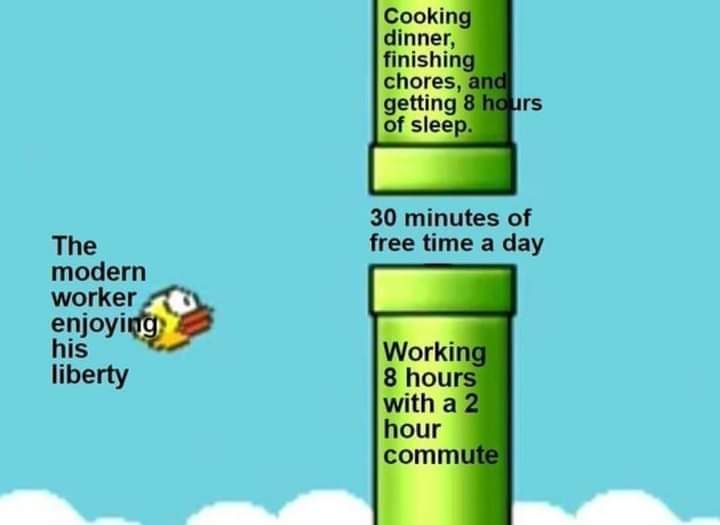 Cooking
dinner,
finishing
chores, and
getting 8 hours
of sleep.
30 minutes of
free time a day
The
modern
worker
enjoying
his
liberty
Working
8 hours
with a 2
hour
commute